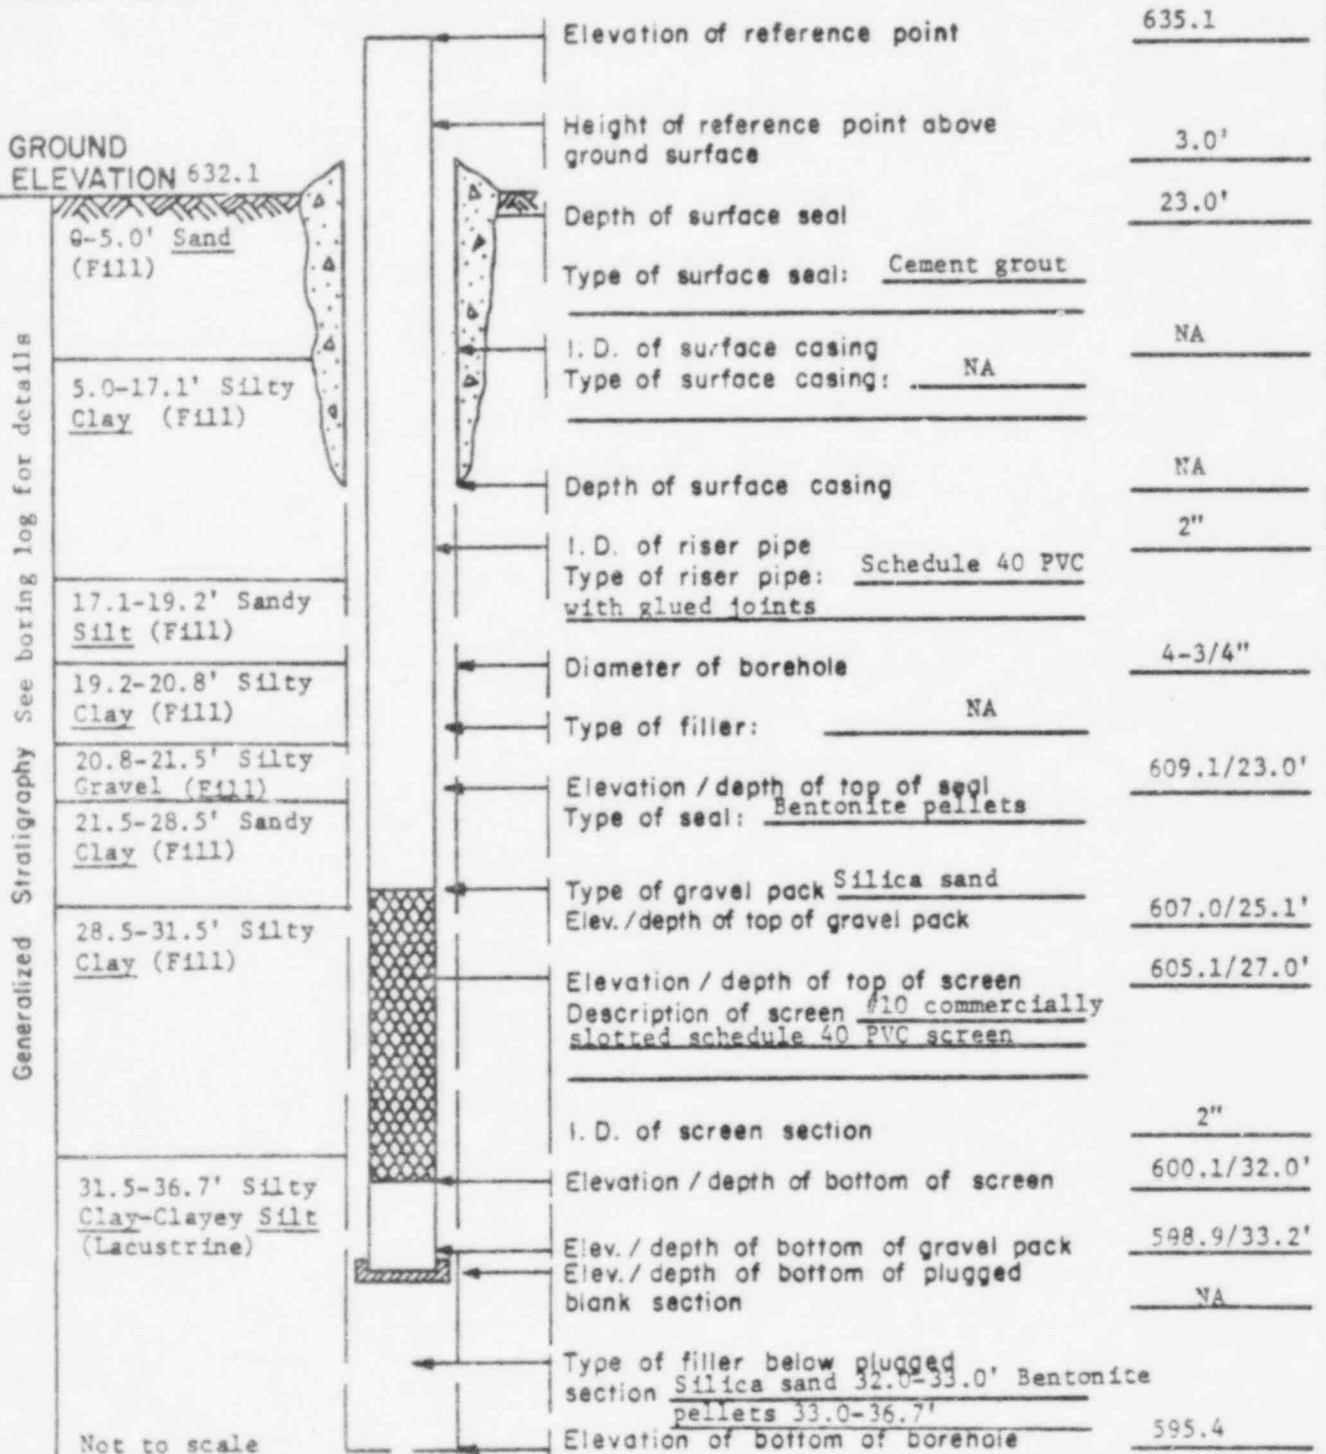 Elevation of reference point 635.1
Height of reference point above
ground surface 3.0'
GROUND
ELEVATION 632.1
Depth of surface seal 23.0'
Type of surface seal: Cement grout
I.D. of surface casing NA
Type of surface casing: NA
Depth of surface casing NA
I.D. of riser pipe 2"
Type of riser pipe: Schedule 40 PVC
with glued joints
Diameter of borehole 4-3/4"
Type of filler: NA
Elevation / depth of top of seal 609.1/23.0'
Type of seal: Bentonite pellets
Type of gravel pack Silica sand
Elev./depth of top of gravel pack 607.0/25.1'
Elevation / depth of top of screen 605.1/27.0'
Description of screen #10 commercially
slotted schedule 40 PVC screen
I.D. of screen section 2"
Elevation / depth of bottom of screen 600.1/32.0'
Elev./ depth of bottom of gravel pack 598.9/33.2'
Elev./ depth of bottom of plugged
blank section NA
Type of filler below plugged
section Silica sand 32.0-33.0' Bentonite
pellets 33.0-36.7'
Elevation of bottom of borehole 595.4
Generalized Stratigraphy See boring log for details
0-5.0' Sand
(Fill)
5.0-17.1' Silty
Clay (Fill)
17.1-19.2' Sandy
Silt (Fill)
19.2-20.8' Silty
Clay (Fill)
20.8-21.5' Silty
Gravel (Fill)
21.5-28.5' Sandy
Clay (Fill)
28.5-31.5' Silty
Clay (Fill)
31.5-36.7' Silty
Clay-Clayey Silt
(Lacustrine)
Not to scale